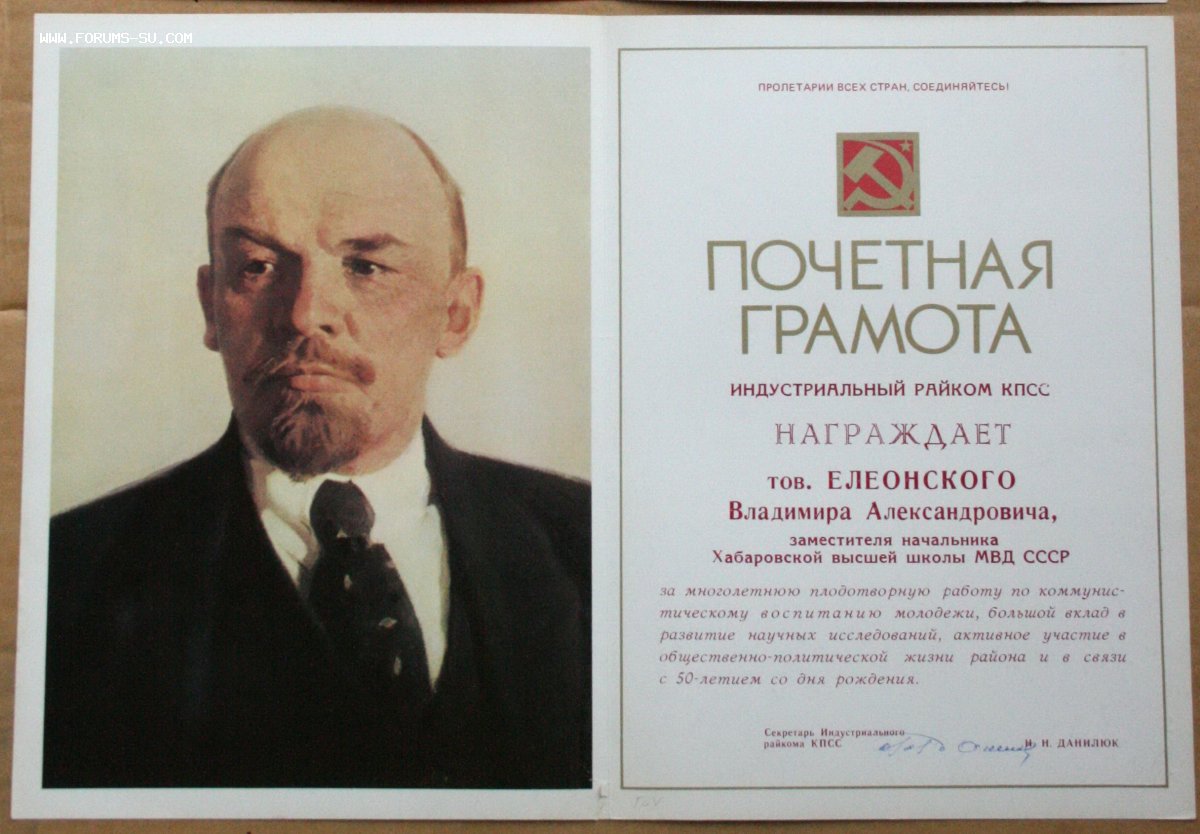 WWW.FORUMS-SU.COM
ПРОЛЕТАРИИ ВСЕХ СТРАН, СОЕДИНЯЙТЕСЬ!
ПОЧЕТНАЯ
ГРАМОТА
ИНДУСТРИАЛЬНЫЙ РАЙКОМ КПСС
НАГРАЖДАЕТ
тов. ЕЛЕОНСКОГО
Владимира Александровича,
заместителя начальника
Хабаровской высшей школы МВД СССР
за многолетнюю плодотворную работу по коммунис-
тическому воспитанию молодежи, большой вклад в
развитие научных исследований, активное участие в
общественно-политической жизни района и в связи
с 50-летием со дня рождения.
Секретарь Индустриального
райкома КПСС
Н. Н. ДАНИЛЮК